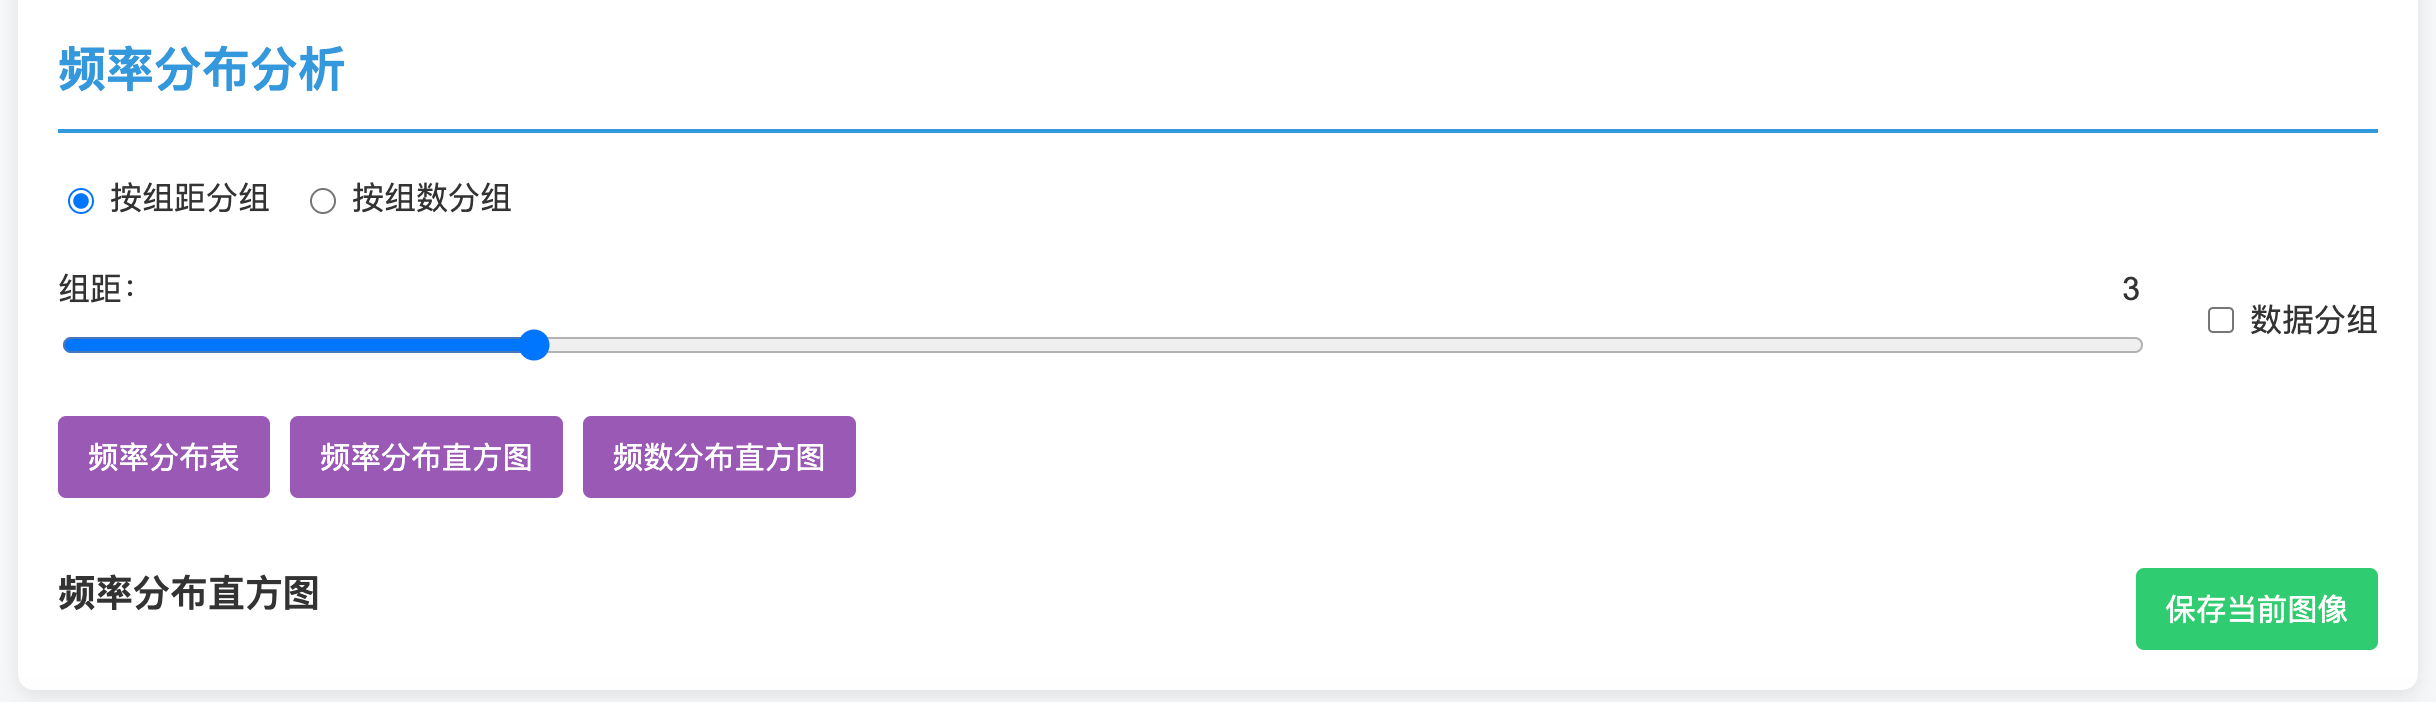 频率分布分析
按组距分组 按组数分组
组距： 3
数据分组
频率分布表 频率分布直方图 频数分布直方图
频率分布直方图 保存当前图像